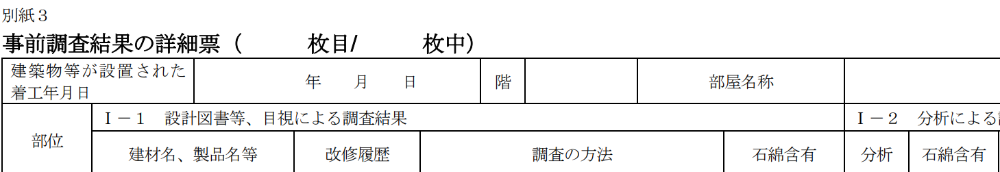 別紙３
事前調査結果の詳細票（　　　枚目/　　　枚中）
建築物等が設置された
着工年月日
年　　月　　日
階
部屋名称
部位
Ⅰ－１　設計図書等、目視による調査結果
Ⅰ－２　分析による
建材名、製品名等
改修履歴
調査の方法
石綿含有
分析
石綿含有